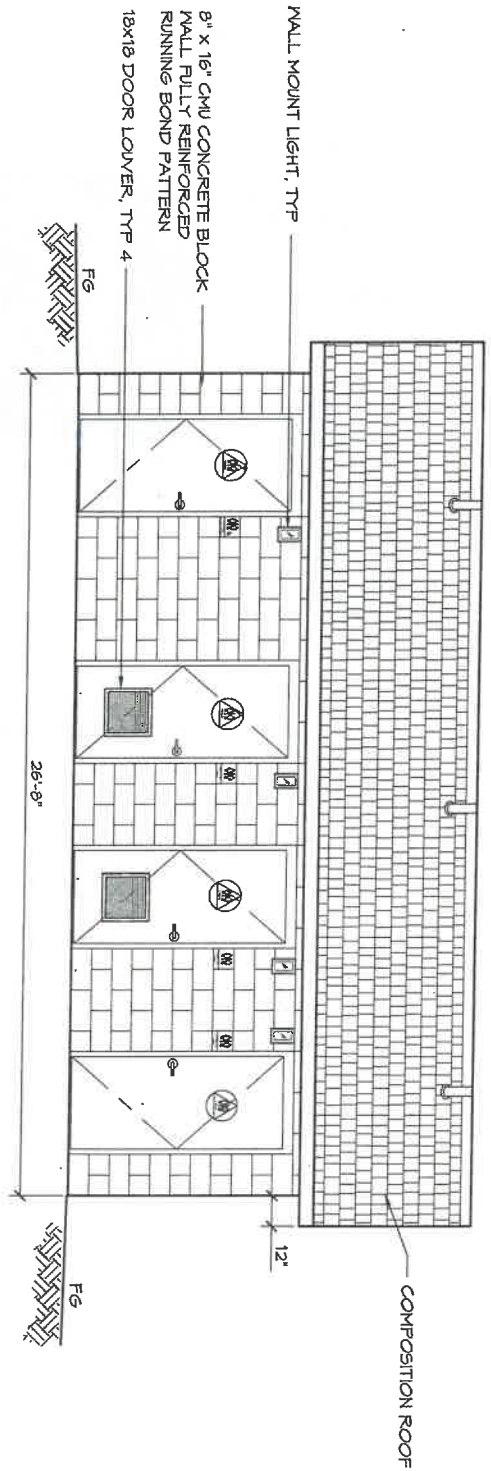 WALL MOUNT LIGHT, TYP
8" x 16" CMU CONCRETE BLOCK
WALL FULLY REINFORCED
RUNNING BOND PATTERN
18x18 DOOR LOUVER, TYP 4
FG
26'-8"
12"
FG
COMPOSITION ROOF